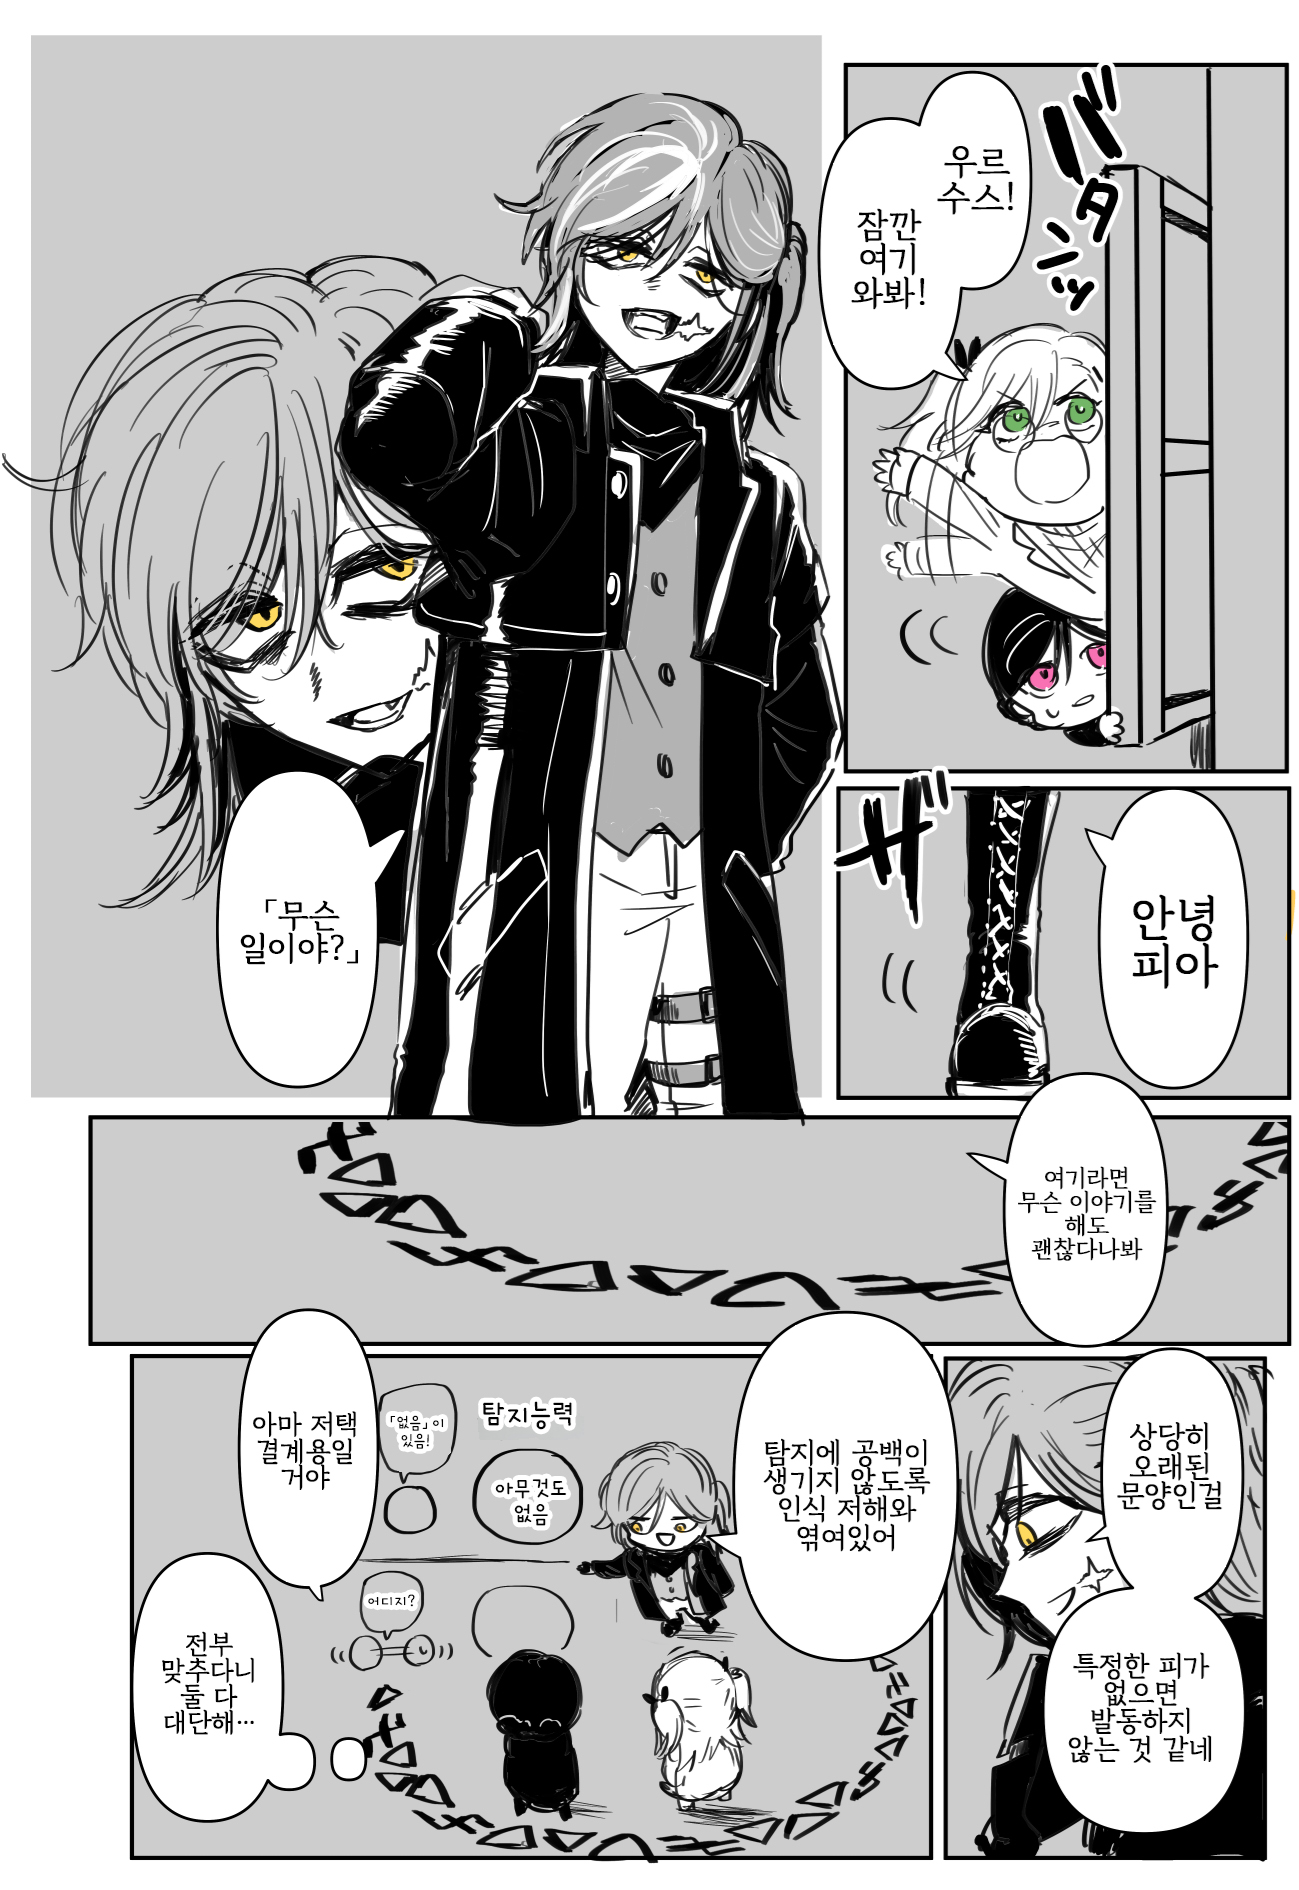 バタンッ
우르
수스!
잠깐
여기
와봐!
안녕
피아
ザ
「무슨
일이야?」
여기라면
무슨 이야기를
해도
괜찮다나봐
상당히
오래된
문양인걸
특정한 피가
없으면
발동하지
않는 것 같네
탐지에 공백이
생기지 않도록
인식 저해와
엮여있어
탐지능력
아무것도
없음
「없음」이
있음!
어디지?
아마 저택
결계용일
거야
전부
맞추다니
둘 다
대단해…